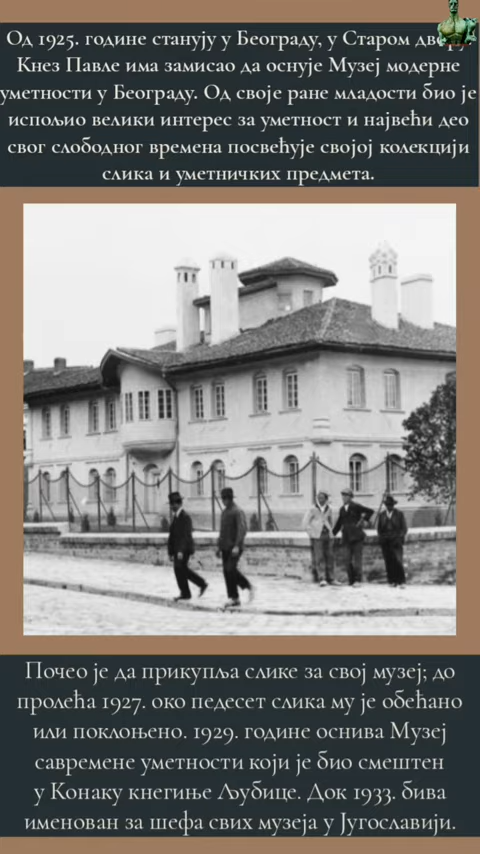 Од 1925. године станују у Београду, у Старом
Кнез Павле има замисао да оснује Музеј модерне
уметности у Београду. Од своје ране младости био је
испољио велики интерес за уметност и највећи део
свог слободног времена посвећује својој колекцији
слика и уметничких предмета.
Почео је да прикупља слике за свој музеј; до
пролећа 1927. око педесет слика му је обећано
или поклоњено. 1929. године оснива Музеј
савремене уметности који је био смештен
у Конаку кнегиње Љубице. Док 1933. бива
именован за шефа свих музеја у Југославији.